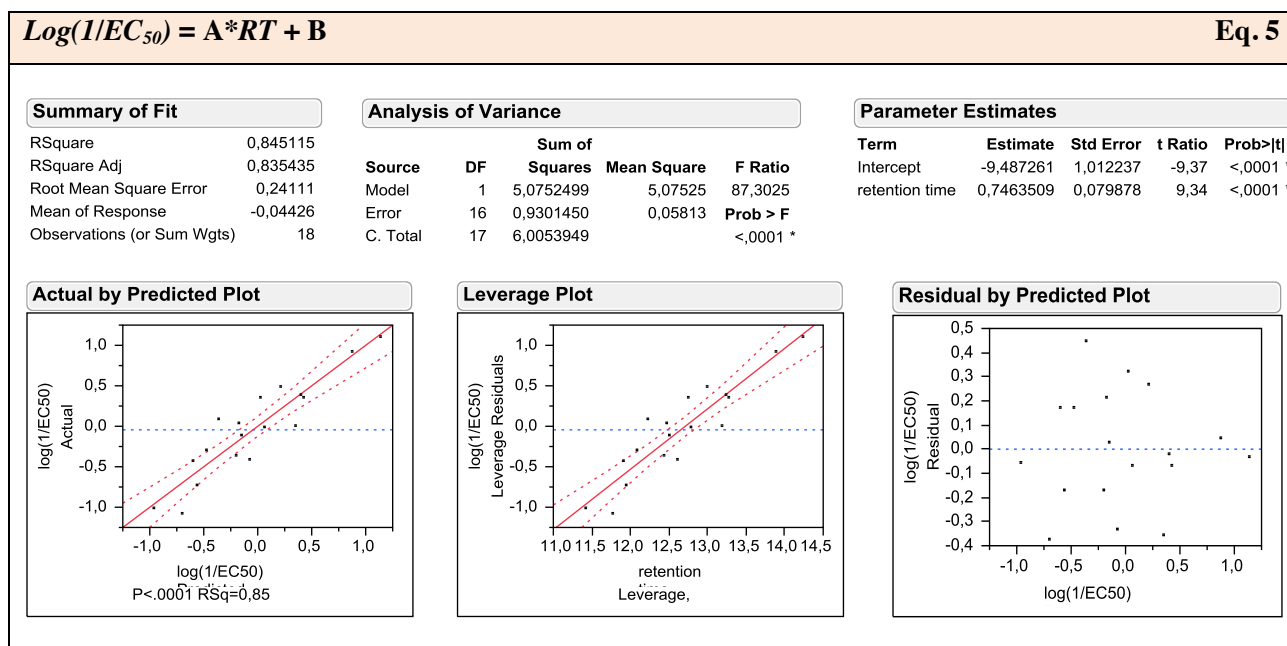 Log(1/EC50) = A*RT + B Eq. 5
Summary of Fit
RSquare 0,845115
RSquare Adj 0,835435
Root Mean Square Error 0,24111
Mean of Response -0,04426
Observations (or Sum Wgts) 18
Analysis of Variance
Sum of
Source DF Squares Mean Square F Ratio
Model 1 5,0752499 5,07525 87,3025
Error 16 0,9301450 0,05813 Prob > F
C. Total 17 6,0053949 <,0001 *
Parameter Estimates
Term Estimate Std Error t Ratio Prob>|t|
Intercept -9,487261 1,012237 -9,37 <,0001 *
retention time 0,7463509 0,079878 9,34 <,0001 *
Actual by Predicted Plot
1,0
0,5
0,0
-0,5
-1,0
log(1/EC50)
Actual
-1,0 -0,5 0,0 0,5 1,0
log(1/EC50)
Predicted
P<.0001 RSq=0,85
Leverage Plot
1,0
0,5
0,0
-0,5
-1,0
log(1/EC50)
Leverage Residuals
11,0 11,5 12,0 12,5 13,0 13,5 14,0 14,5
retention
time
Leverage,
Residual by Predicted Plot
0,5
0,4
0,3
0,2
0,1
0,0
-0,1
-0,2
-0,3
-0,4
log(1/EC50)
Residual
-1,0 -0,5 0,0 0,5 1,0
log(1/EC50)